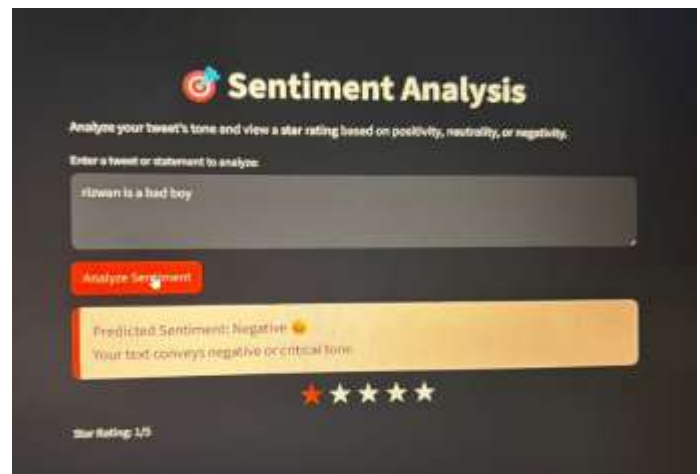 🎯 Sentiment Analysis
Analyze your tweet's tone and view a star rating based on positivity, neutrality, or negativity.
Enter a tweet or statement to analyze:
rizwan is a bad boy
Analyze Sentiment
Predicted Sentiment: Negative 😠
Your text conveys negative or critical tone.
★★★★★
Star Rating: 1/5